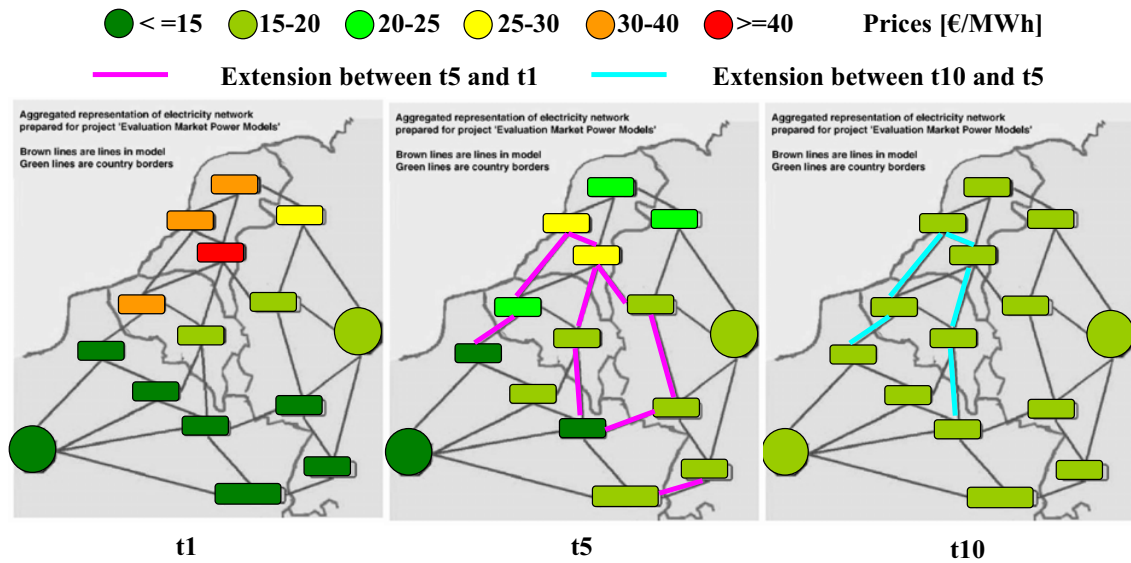 < =15 15-20 20-25 25-30 30-40 >=40 Prices [€/MWh]
Extension between t5 and t1 Extension between t10 and t5
Aggregated representation of electricity network
prepared for project 'Evaluation Market Power Models'
Brown lines are lines in model
Green lines are country borders
Aggregated representation of electricity network
prepared for project 'Evaluation Market Power Models'
Brown lines are lines in model
Green lines are country borders
Aggregated representation of electricity network
prepared for project 'Evaluation Market Power Models'
Brown lines are lines in model
Green lines are country borders
t1 t5 t10